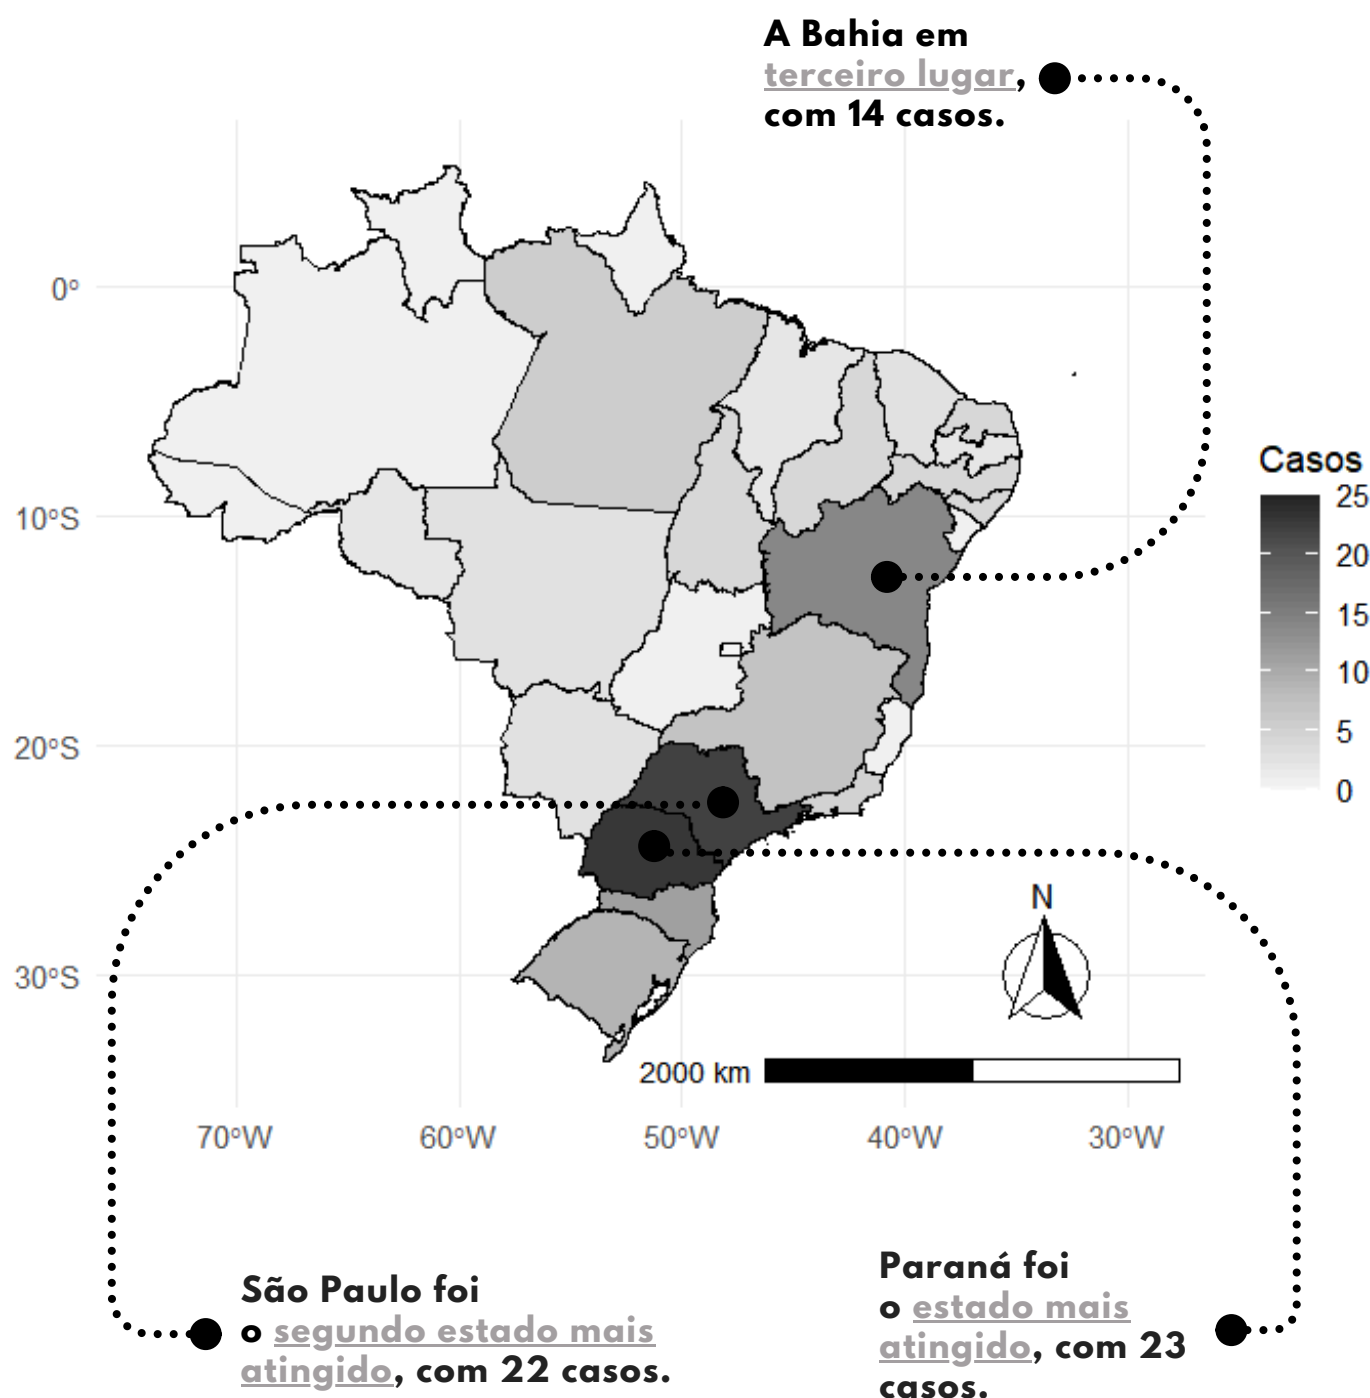 A Bahia em
terceiro lugar,
com 14 casos.
0°
10°S
20°S
30°S
Casos
25
20
15
10
5
0
N
2000 km
70°W
60°W
50°W
40°W
30°W
São Paulo foi
o segundo estado mais
atingido, com 22 casos.
Paraná foi
o estado mais
atingido, com 23
casos.